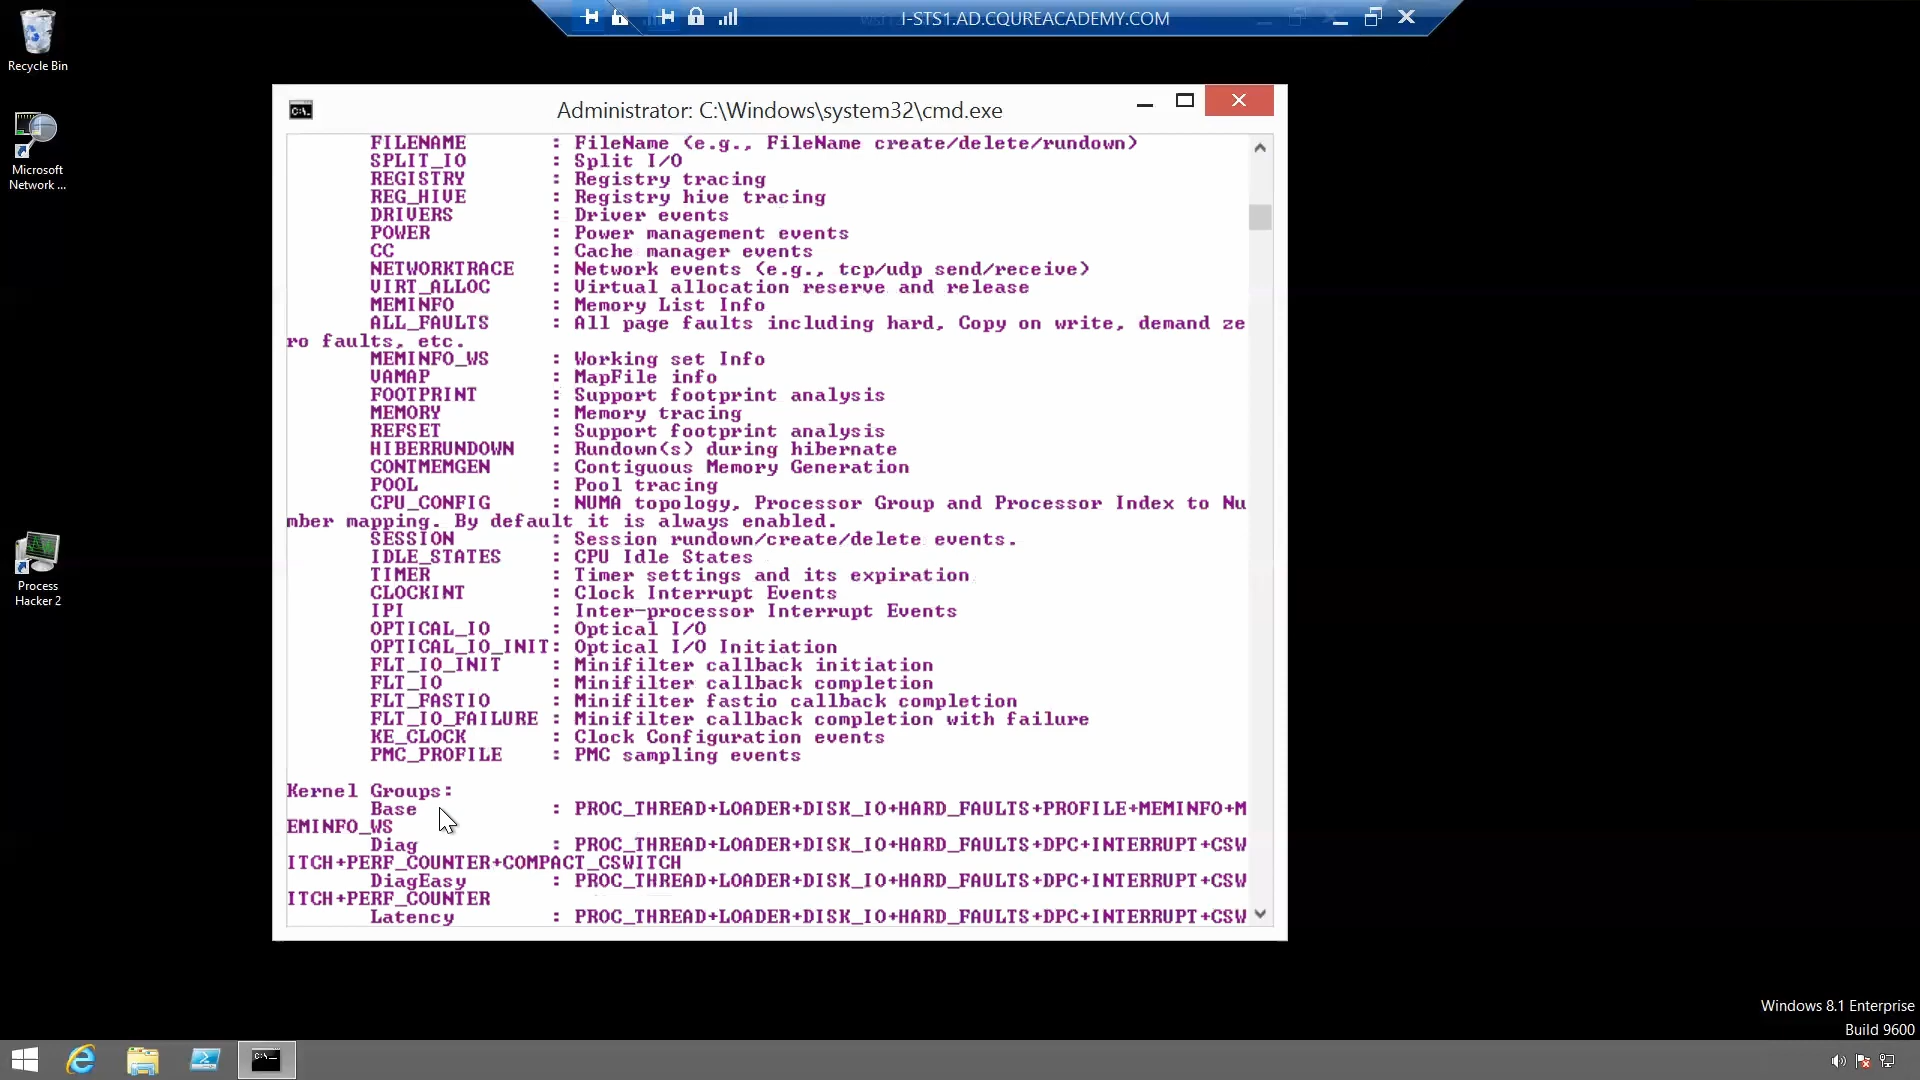 Recycle Bin
Microsoft
Network ...
Process
Hacker 2
I-STS1.AD.CQUREACADEMY.COM
Administrator: C:\Windows\system32\cmd.exe
FILENAME : FileName (e.g., FileName create/delete/rundown)
SPLIT_IO : Split I/O
REGISTRY : Registry tracing
REG_HIVE : Registry hive tracing
DRIVERS : Driver events
POWER : Power management events
CC : Cache manager events
NETWORKTRACE : Network events (e.g., tcp/udp send/receive)
VIRT_ALLOC : Virtual allocation reserve and release
MEMINFO : Memory List Info
ALL_FAULTS : All page faults including hard, Copy on write, demand ze
ro faults, etc.
MEMINFO_WS : Working set Info
VAMAP : MapFile info
FOOTPRINT : Support footprint analysis
MEMORY : Memory tracing
REFSET : Support footprint analysis
HIBERRUNDOWN : Rundown(s) during hibernate
CONTMEMGEN : Contiguous Memory Generation
POOL : Pool tracing
CPU_CONFIG : NUMA topology, Processor Group and Processor Index to Nu
mber mapping. By default it is always enabled.
SESSION : Session rundown/create/delete events.
IDLE_STATES : CPU Idle States
TIMER : Timer settings and its expiration
CLOCKINT : Clock Interrupt Events
IPI : Inter-processor Interrupt Events
OPTICAL_IO : Optical I/O
OPTICAL_IO_INIT: Optical I/O Initiation
FLT_IO_INIT : Minifilter callback initiation
FLT_IO : Minifilter callback completion
FLT_FASTIO : Minifilter fastio callback completion
FLT_IO_FAILURE : Minifilter callback completion with failure
KE_CLOCK : Clock Configuration events
PMC_PROFILE : PMC sampling events
Kernel Groups:
Base : PROC_THREAD+LOADER+DISK_IO+HARD_FAULTS+PROFILE+MEMINFO+M
EMINFO_WS
Diag : PROC_THREAD+LOADER+DISK_IO+HARD_FAULTS+DPC+INTERRUPT+CSW
ITCH+PERF_COUNTER+COMPACT_CSWITCH
DiagEasy : PROC_THREAD+LOADER+DISK_IO+HARD_FAULTS+DPC+INTERRUPT+CSW
ITCH+PERF_COUNTER
Latency : PROC_THREAD+LOADER+DISK_IO+HARD_FAULTS+DPC+INTERRUPT+CSW
Windows 8.1 Enterprise
Build 9600